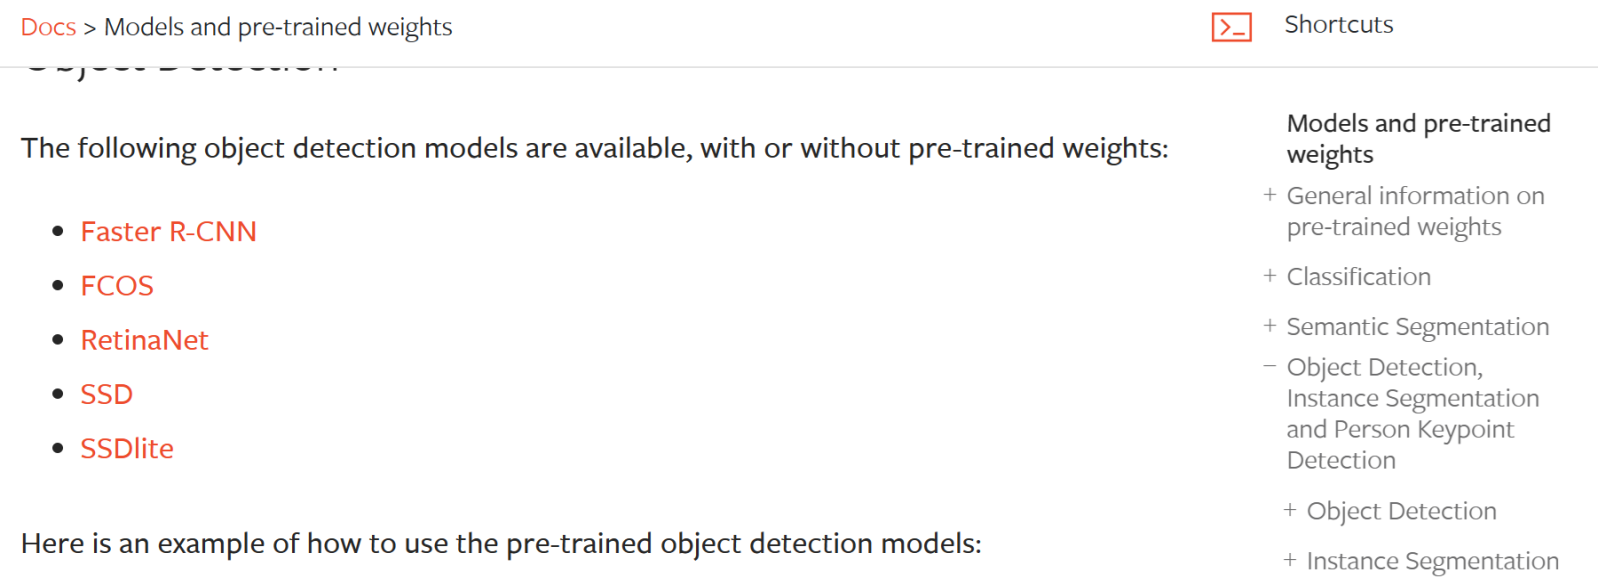 Docs > Models and pre-trained weights
Shortcuts
Object Detection
The following object detection models are available, with or without pre-trained weights:
• Faster R-CNN
• FCOS
• RetinaNet
• SSD
• SSDlite
Here is an example of how to use the pre-trained object detection models:
Models and pre-trained
weights
+ General information on
pre-trained weights
+ Classification
+ Semantic Segmentation
− Object Detection,
Instance Segmentation
and Person Keypoint
Detection
+ Object Detection
+ Instance Segmentation